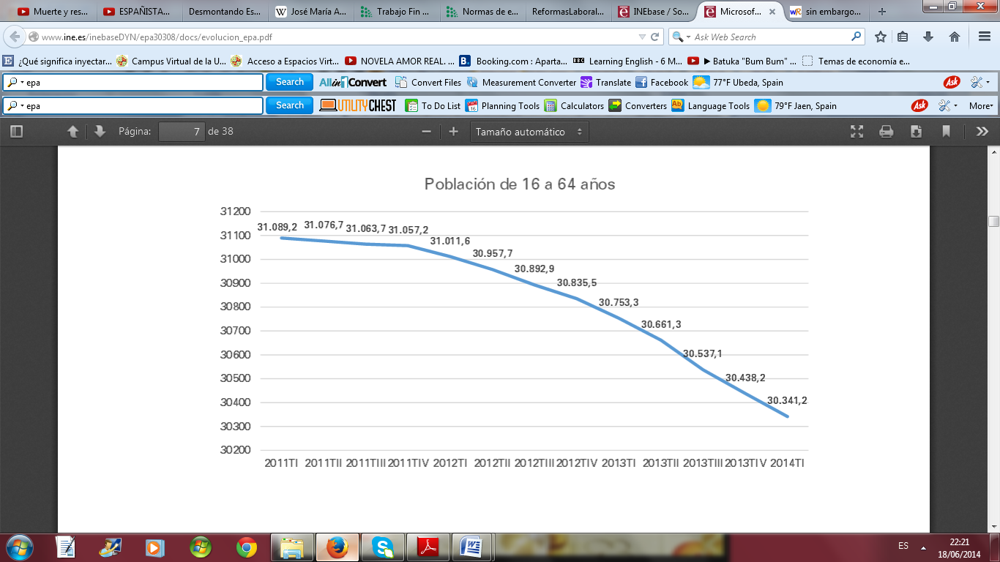 Muerte y res...
ESPAÑISTA...
Desmontando Es...
W José María A...
Trabajo Fin ...
Normas de e...
ReformasLaboral...
INEbase / So...
Microsof...
sin embargo...
www.ine.es/inebaseDYN/epa30308/docs/evolucion_epa.pdf
Ask Web Search
¿Qué significa inyectar...
Campus Virtual de la U...
Acceso a Espacios Virt...
NOVELA AMOR REAL. ...
B. Booking.com : Aparta...
BBC Learning English - 6 M...
▶ Batuka "Bum Bum" ...
Temas de economía e...
epa Search All in 1 Convert Convert Files Measurement Converter Translate Facebook 77°F Ubeda, Spain Ask
epa Search UTILITYCHEST To Do List Planning Tools Calculators Converters Language Tools 79°F Jaen, Spain Ask More
Página: 7 de 38 Tamaño automático
Población de 16 a 64 años
31200
31100
31000
30900
30800
30700
30600
30500
30400
30300
30200
31.089,2
31.076,7
31.063,7
31.057,2
31.011,6
30.957,7
30.892,9
30.835,5
30.753,3
30.661,3
30.537,1
30.438,2
30.341,2
2011TI 2011TII 2011TIII 2011TIV 2012TI 2012TII 2012TIII 2012TIV 2013TI 2013TII 2013TIII 2013TIV 2014TI
ES
22:21
18/06/2014